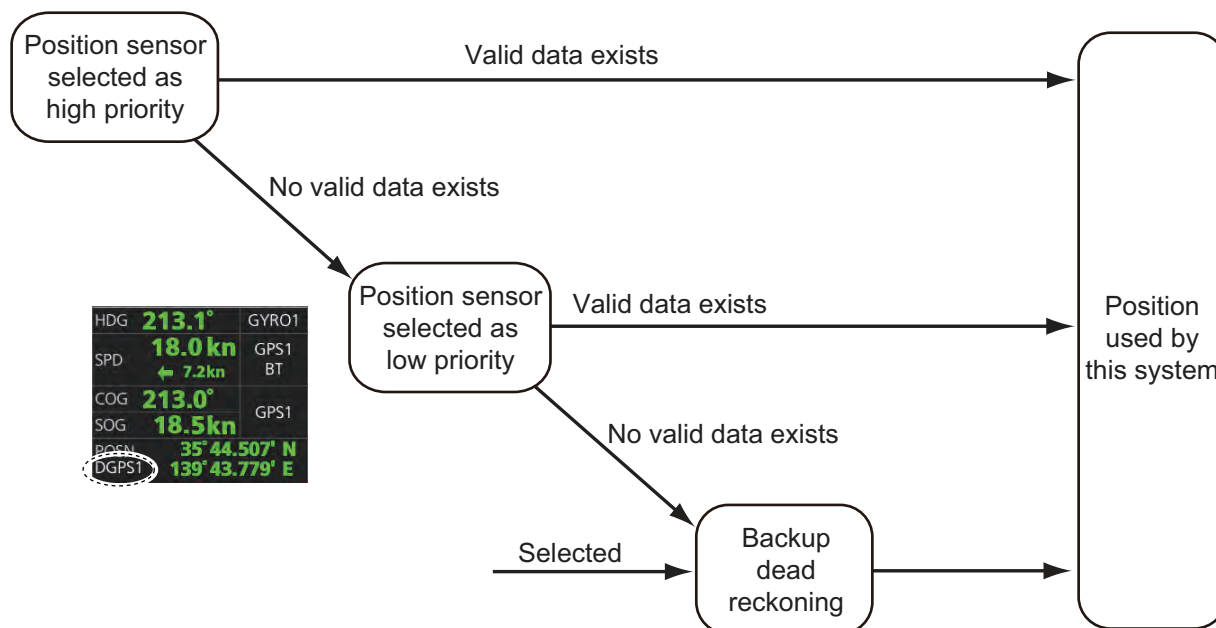 Position sensor
selected as
high priority
Valid data exists
No valid data exists
Position sensor
selected as
low priority
Valid data exists
HDG 213.1° GYRO1
SPD 18.0 kn GPS1
7.2kn BT
COG 213.0°
GPS1
SOG 18.5kn
POSN 35°44.507' N
DGPS1 139°43.779' E
Position
used by
this system
No valid data exists
Selected
Backup
dead
reckoning